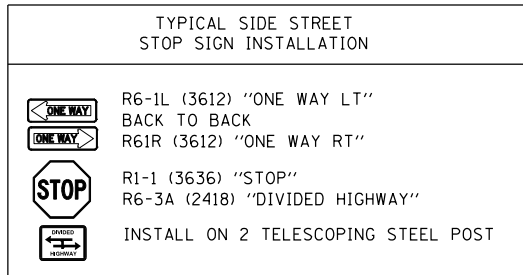 TYPICAL SIDE STREET
STOP SIGN INSTALLATION
ONE WAY
R6-1L (3612) "ONE WAY LT"
BACK TO BACK
ONE WAY
R61R (3612) "ONE WAY RT"
STOP
R1-1 (3636) "STOP"
R6-3A (2418) "DIVIDED HIGHWAY"
DIVIDED
HIGHWAY
INSTALL ON 2 TELESCOPING STEEL POST